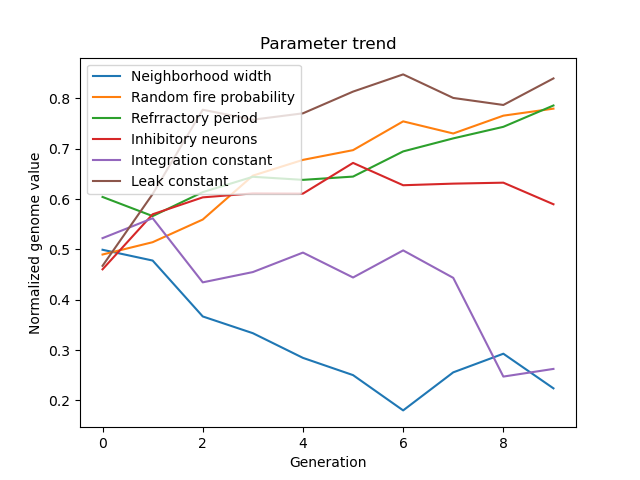 Parameter trend
Neighborhood width
Random fire probability
Refrractory period
Inhibitory neurons
Integration constant
Leak constant
Normalized genome value
0.8
0.7
0.6
0.5
0.4
0.3
0.2
0 2 4 6 8
Generation